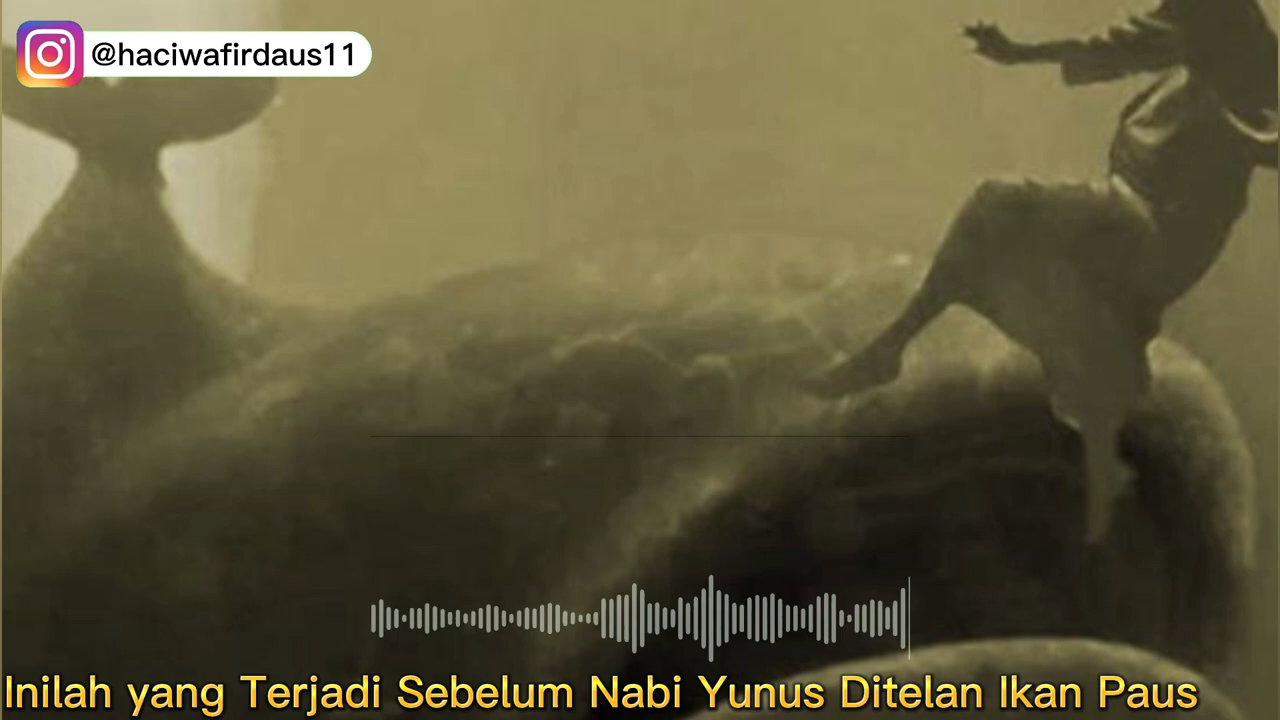 @haciwafirdaus11
Inilah yang Terjadi Sebelum Nabi Yunus Ditelan Ikan Paus